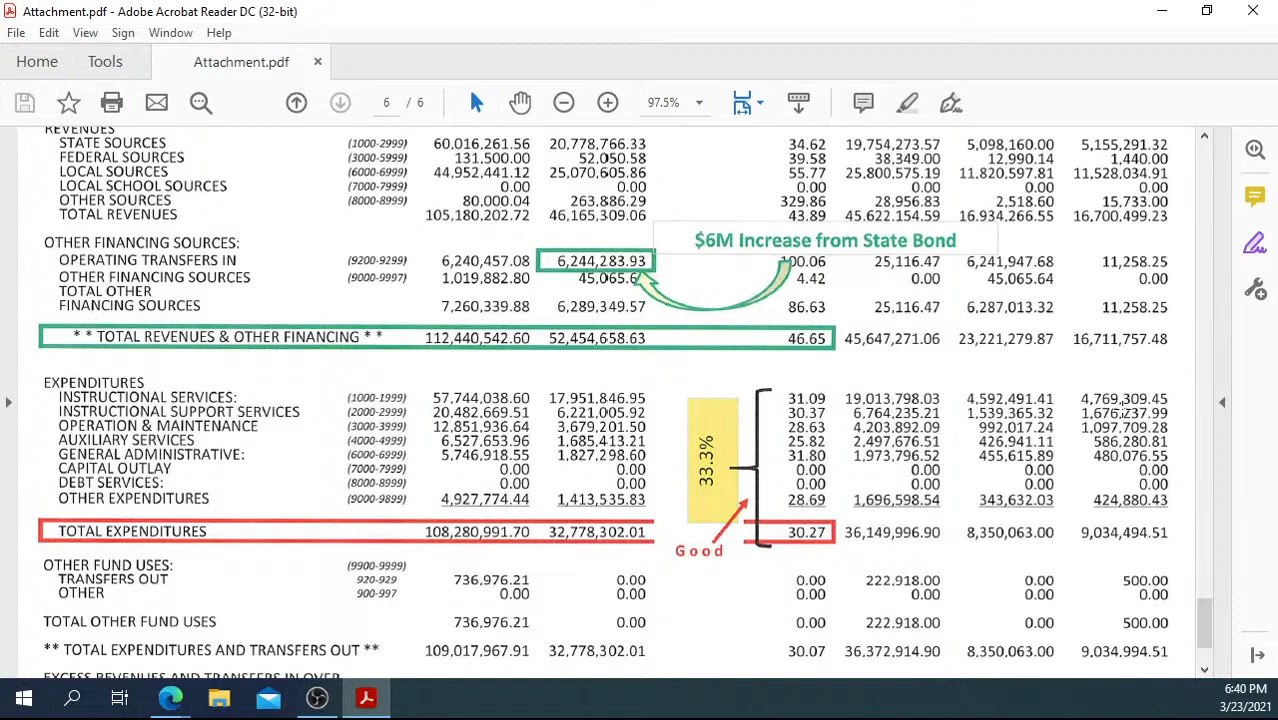 Attachment.pdf - Adobe Acrobat Reader DC (32-bit)
File Edit View Sign Window Help
Home Tools Attachment.pdf ×
6 / 6 97.5%
REVENUES
STATE SOURCES (1000-2999) 60,016,261.56 20,778,766.33 34.62 19,754,273.57 5,098,160.00 5,155,291.32
FEDERAL SOURCES (3000-5999) 131,500.00 52,050.58 39.58 38,349.00 12,990.14 1,440.00
LOCAL SOURCES (6000-6999) 44,952,441.12 25,070,605.86 55.77 25,800,575.19 11,820,597.81 11,528,034.91
LOCAL SCHOOL SOURCES (7000-7999) 0.00 0.00 0.00 0.00 0.00 0.00
OTHER SOURCES (8000-8999) 80,000.04 263,886.29 329.86 28,956.83 2,518.60 15,733.00
TOTAL REVENUES 105,180,202.72 46,165,309.06 43.89 45,622,154.59 16,934,266.55 16,700,499.23
$6M Increase from State Bond
OTHER FINANCING SOURCES:
OPERATING TRANSFERS IN (9200-9299) 6,240,457.08 6,244,283.93 100.06 25,116.47 6,241,947.68 11,258.25
OTHER FINANCING SOURCES (9000-9997) 1,019,882.80 45,065.6 4.42 0.00 45,065.64 0.00
TOTAL OTHER
FINANCING SOURCES 7,260,339.88 6,289,349.57 86.63 25,116.47 6,287,013.32 11,258.25
* * TOTAL REVENUES & OTHER FINANCING * * 112,440,542.60 52,454,658.63 46.65 45,647,271.06 23,221,279.87 16,711,757.48
EXPENDITURES
INSTRUCTIONAL SERVICES: (1000-1999) 57,744,038.60 17,951,846.95 31.09 19,013,798.03 4,592,491.41 4,769,309.45
INSTRUCTIONAL SUPPORT SERVICES (2000-2999) 20,482,669.51 6,221,005.92 30.37 6,764,235.21 1,539,365.32 1,676,237.99
OPERATION & MAINTENANCE (3000-3999) 12,851,936.64 3,679,201.50 28.63 4,203,892.09 992,017.24 1,097,709.28
AUXILIARY SERVICES (4000-4999) 6,527,653.96 1,685,413.21 25.82 2,497,676.51 426,941.11 586,280.81
GENERAL ADMINISTRATIVE: (6000-6999) 5,746,918.55 1,827,298.60 31.80 1,973,796.52 455,615.89 480,076.55
CAPITAL OUTLAY (7000-7999) 0.00 0.00 0.00 0.00 0.00 0.00
DEBT SERVICES: (8000-8999) 0.00 0.00 0.00 0.00 0.00 0.00
OTHER EXPENDITURES (9000-9899) 4,927,774.44 1,413,535.83 28.69 1,696,598.54 343,632.03 424,880.43
33.3%
TOTAL EXPENDITURES 108,280,991.70 32,778,302.01 30.27 36,149,996.90 8,350,063.00 9,034,494.51
Good
OTHER FUND USES: (9900-9999)
TRANSFERS OUT 920-929 736,976.21 0.00 0.00 222,918.00 0.00 500.00
OTHER 900-997 0.00 0.00 0.00 0.00 0.00 0.00
TOTAL OTHER FUND USES 736,976.21 0.00 0.00 222,918.00 0.00 500.00
** TOTAL EXPENDITURES AND TRANSFERS OUT ** 109,017,967.91 32,778,302.01 30.07 36,372,914.90 8,350,063.00 9,034,994.51
EXCESS REVENUES AND TRANSFERS IN OVER
6:40 PM
3/23/2021